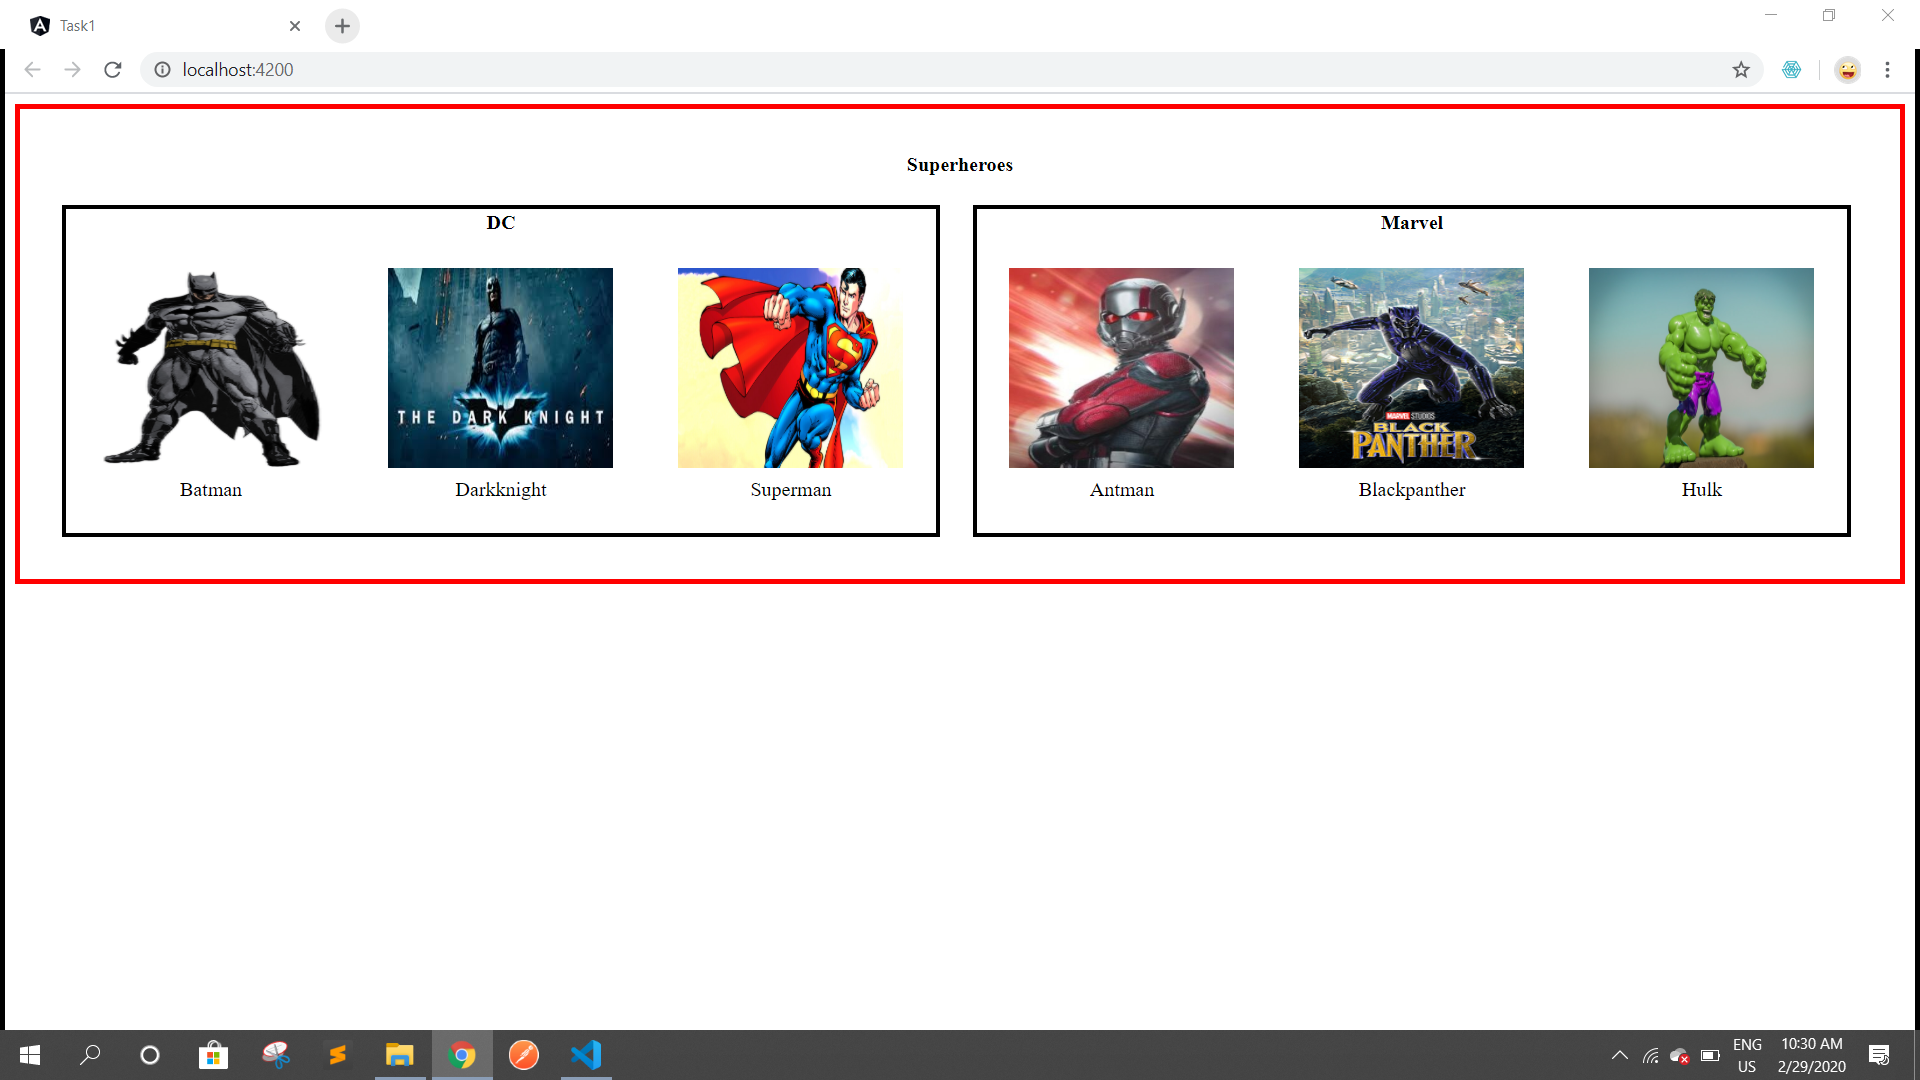 Task1
localhost:4200
Superheroes
DC
THE DARK KNIGHT
Batman
Darkknight
Superman
Marvel
MARVEL STUDIOS
BLACK
PANTHER
Antman
Blackpanther
Hulk
ENG
US
10:30 AM
2/29/2020